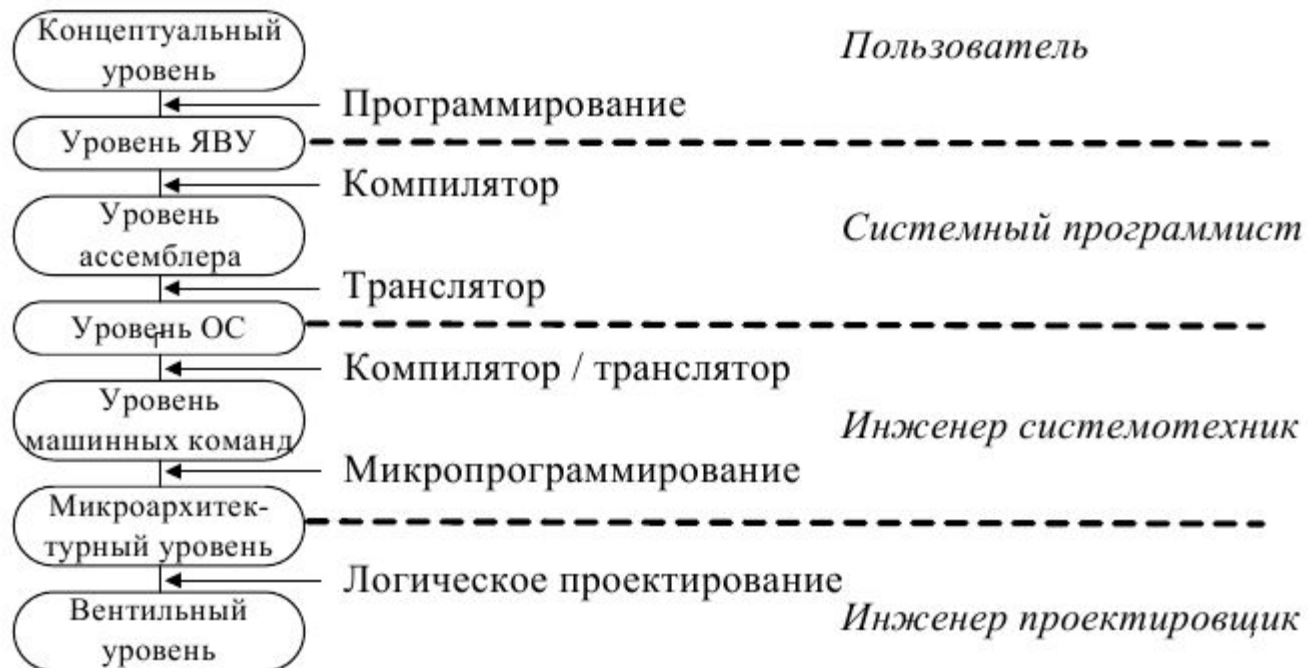 Концептуальный
уровень
Пользователь
Программирование
Уровень ЯВУ
Компилятор
Уровень
ассемблера
Системный программист
Транслятор
Уровень ОС
Компилятор / транслятор
Уровень
машинных команд
Инженер системотехник
Микропрограммирование
Микроархитек-
турный уровень
Логическое проектирование
Вентильный
уровень
Инженер проектировщик